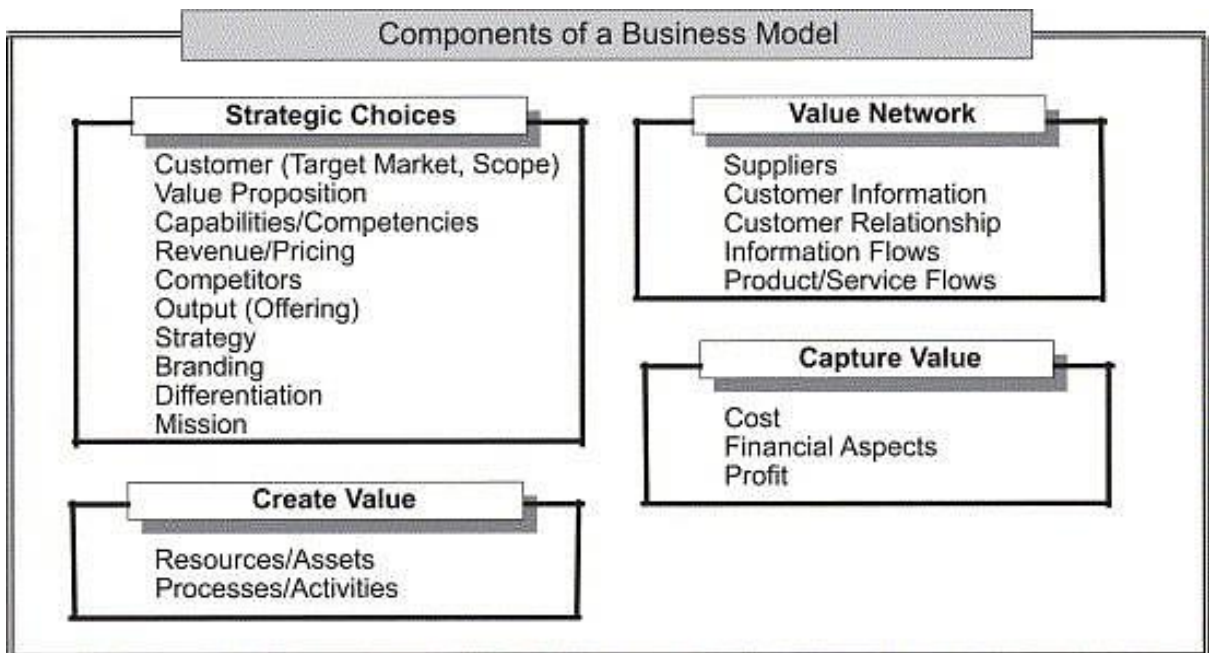 Components of a Business Model
Strategic Choices
Customer (Target Market, Scope)
Value Proposition
Capabilities/Competencies
Revenue/Pricing
Competitors
Output (Offering)
Strategy
Branding
Differentiation
Mission
Create Value
Resources/Assets
Processes/Activities
Value Network
Suppliers
Customer Information
Customer Relationship
Information Flows
Product/Service Flows
Capture Value
Cost
Financial Aspects
Profit